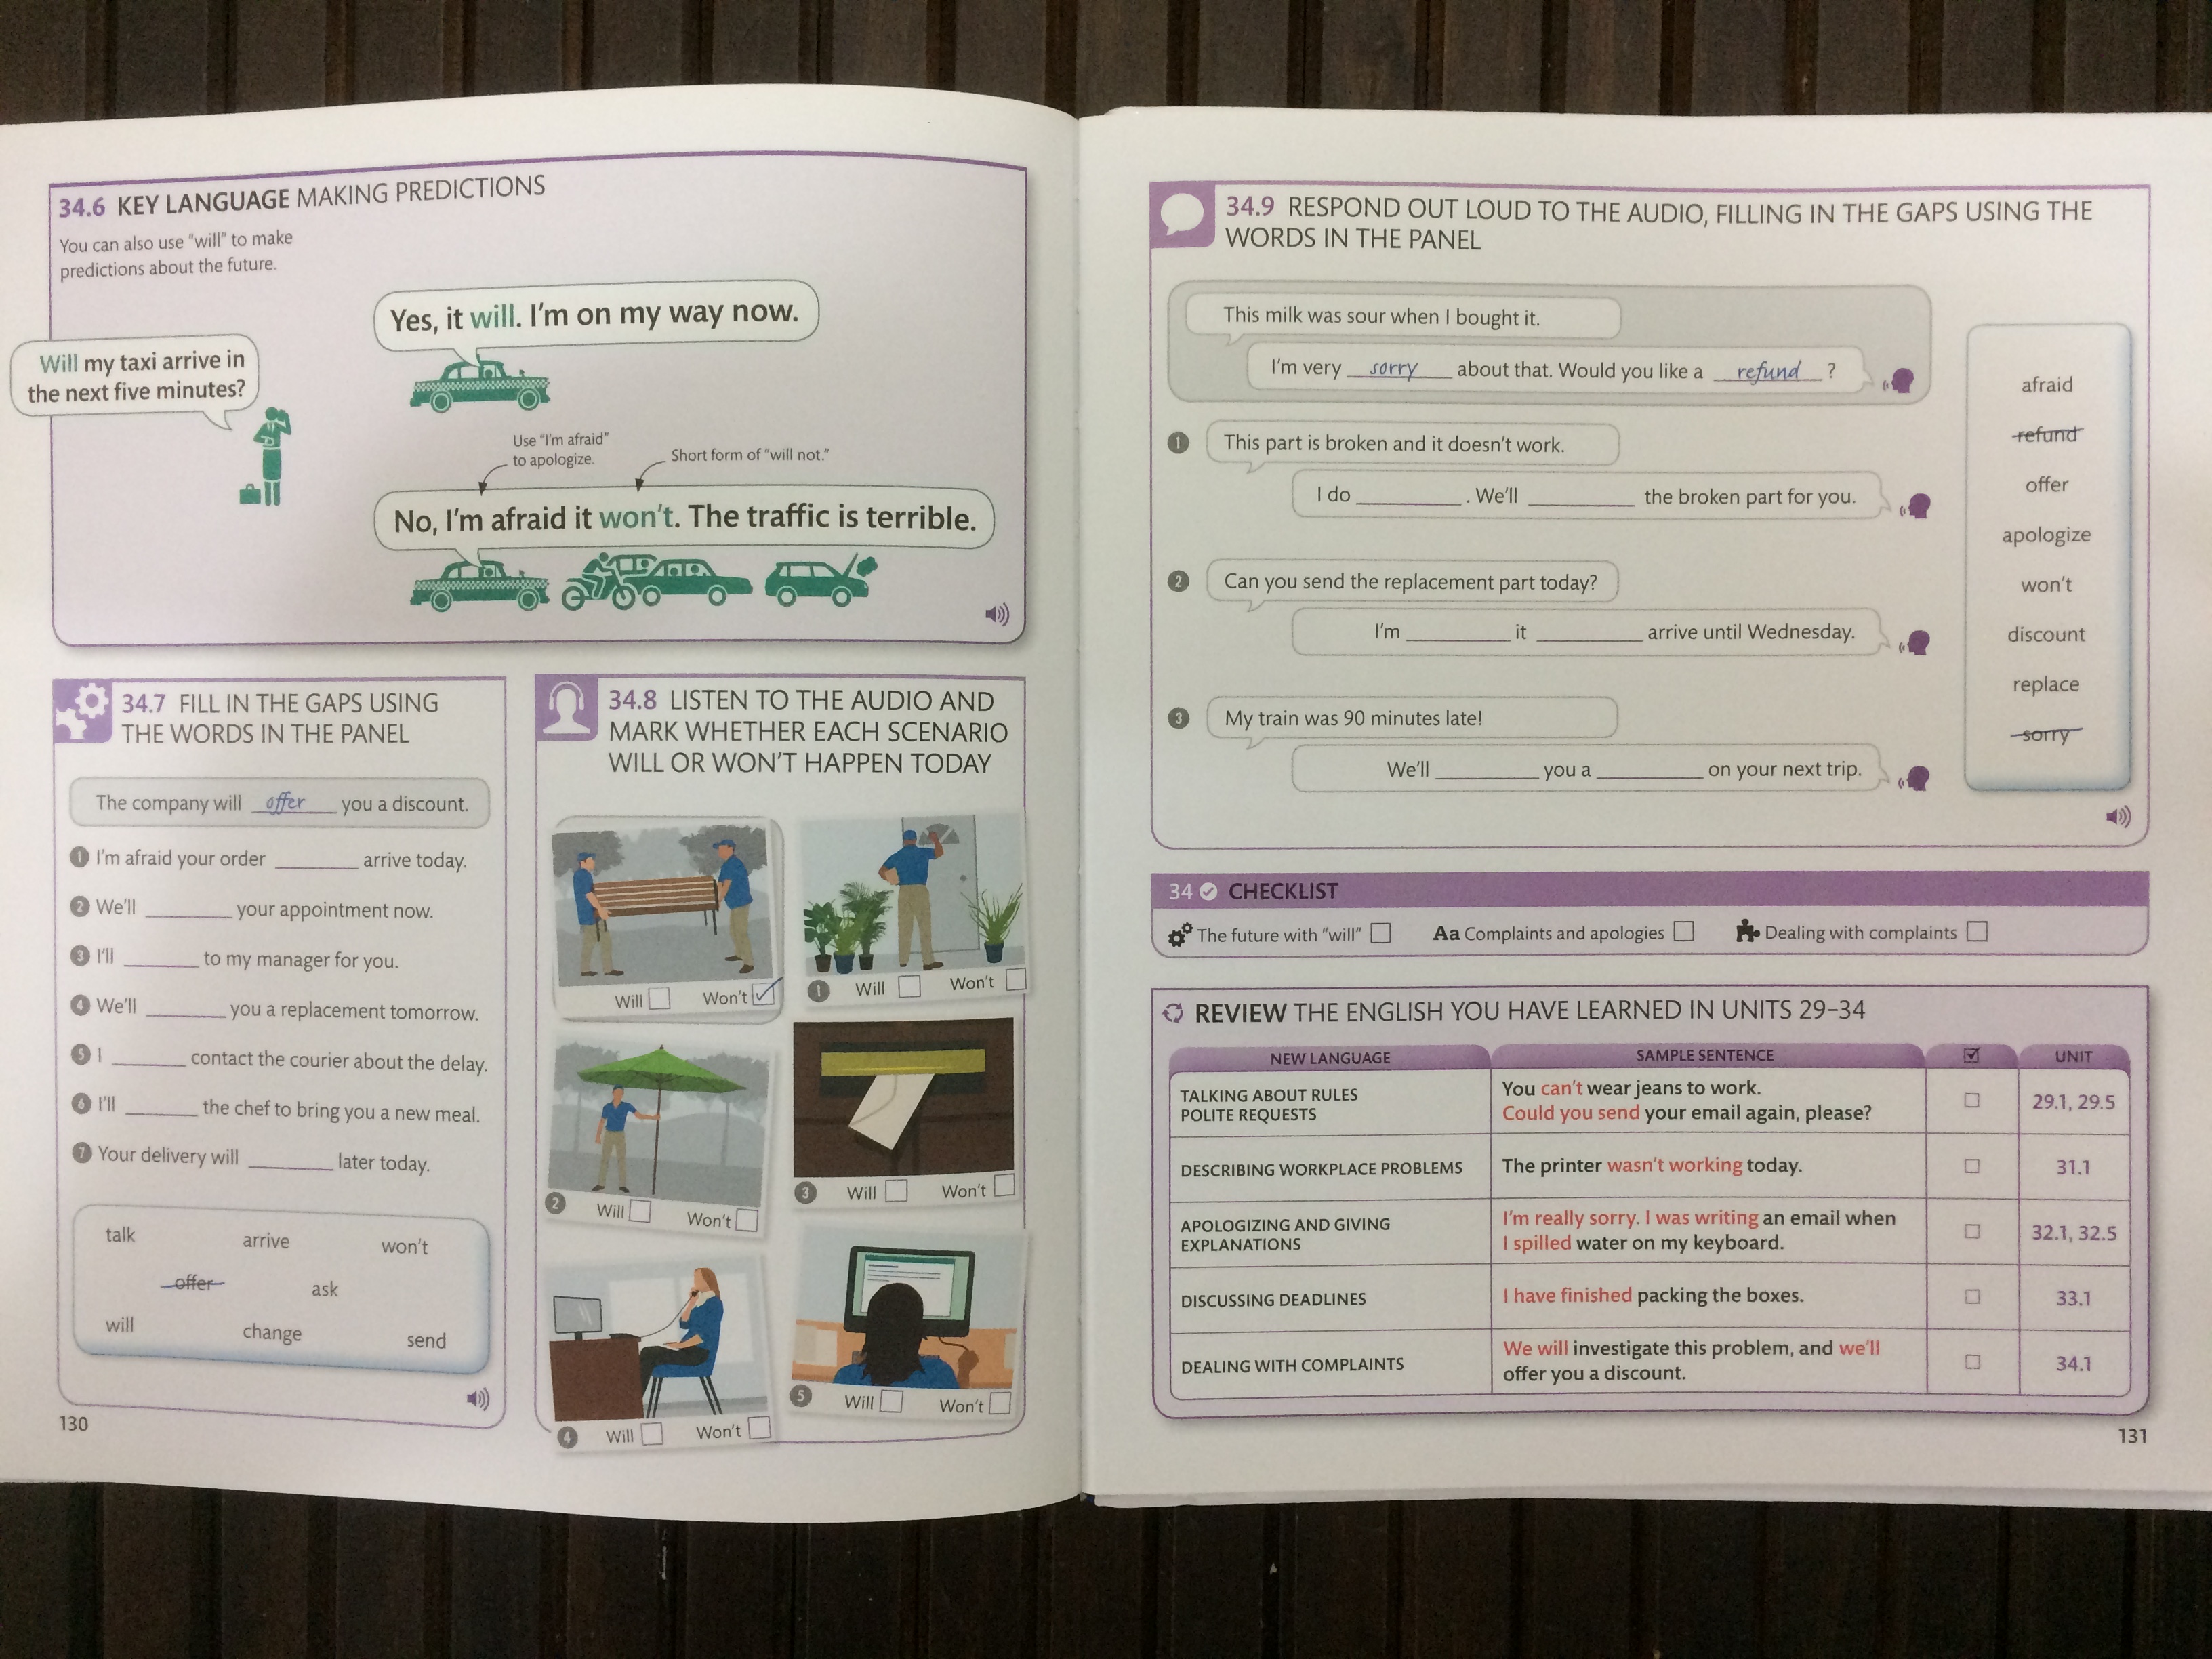 34.6 KEY LANGUAGE MAKING PREDICTIONS
You can also use "will" to make
predictions about the future.
Will my taxi arrive in
the next five minutes?
Yes, it will. I'm on my way now.
Use "I'm afraid"
to apologize.
Short form of "will not."
No, I'm afraid it won't. The traffic is terrible.
34.7 FILL IN THE GAPS USING
THE WORDS IN THE PANEL
The company will offer you a discount.
1 I'm afraid your order ________ arrive today.
2 We'll ________ your appointment now.
3 I'll ________ to my manager for you.
4 We'll ________ you a replacement tomorrow.
5 I ________ contact the courier about the delay.
6 I'll ________ the chef to bring you a new meal.
7 Your delivery will ________ later today.
talk arrive won't
offer ask
will change send
130
34.8 LISTEN TO THE AUDIO AND
MARK WHETHER EACH SCENARIO
WILL OR WON'T HAPPEN TODAY
Will Won't
1 Will Won't
2 Will Won't
3 Will Won't
4 Will Won't
5 Will Won't
34.9 RESPOND OUT LOUD TO THE AUDIO, FILLING IN THE GAPS USING THE
WORDS IN THE PANEL
This milk was sour when I bought it.
I'm very sorry about that. Would you like a refund ?
1 This part is broken and it doesn't work.
I do ________ . We'll ________ the broken part for you.
2 Can you send the replacement part today?
I'm ________ it ________ arrive until Wednesday.
3 My train was 90 minutes late!
We'll ________ you a ________ on your next trip.
afraid
refund
offer
apologize
won't
discount
replace
sorry
34 CHECKLIST
The future with "will" Aa Complaints and apologies Dealing with complaints
REVIEW THE ENGLISH YOU HAVE LEARNED IN UNITS 29–34
NEW LANGUAGE SAMPLE SENTENCE UNIT
TALKING ABOUT RULES
POLITE REQUESTS
You can't wear jeans to work.
Could you send your email again, please?
29.1, 29.5
DESCRIBING WORKPLACE PROBLEMS
The printer wasn't working today.
31.1
APOLOGIZING AND GIVING
EXPLANATIONS
I'm really sorry. I was writing an email when
I spilled water on my keyboard.
32.1, 32.5
DISCUSSING DEADLINES
I have finished packing the boxes.
33.1
DEALING WITH COMPLAINTS
We will investigate this problem, and we'll
offer you a discount.
34.1
131